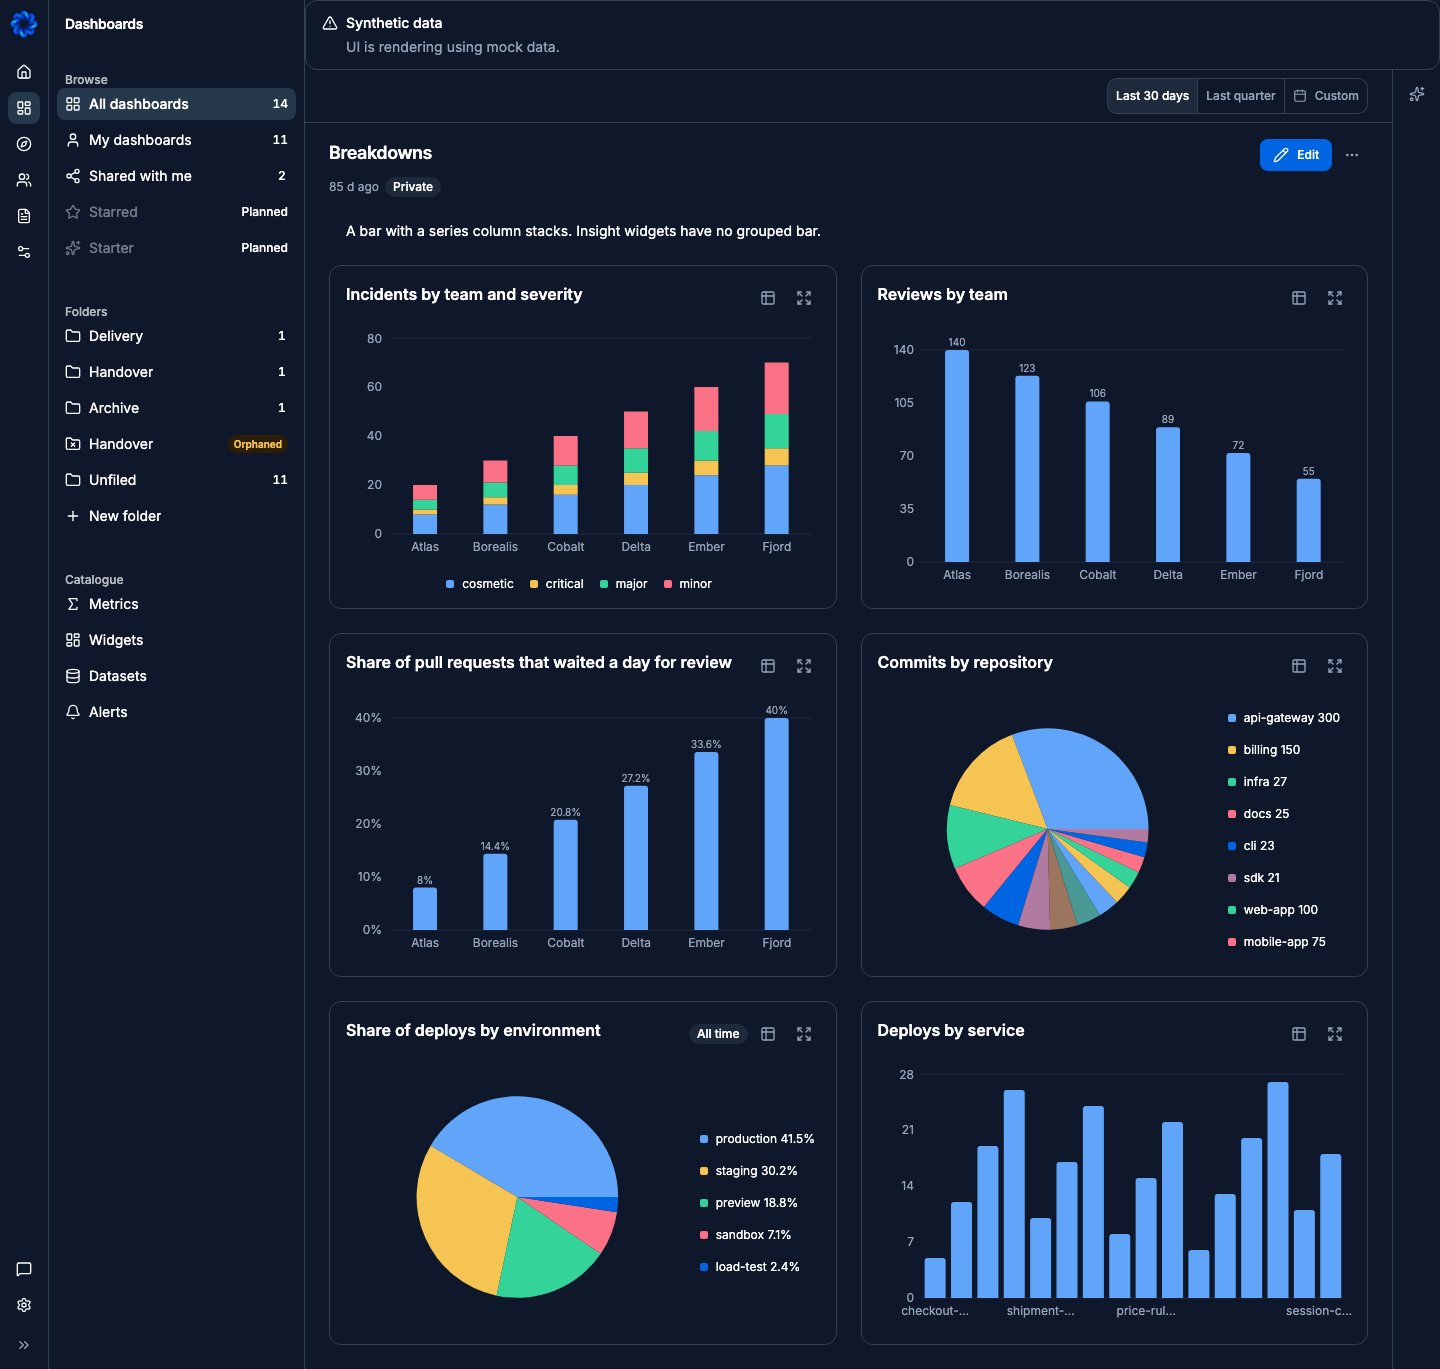 Dashboards
Browse
All dashboards 14
My dashboards 11
Shared with me 2
Starred Planned
Starter Planned
Folders
Delivery 1
Handover 1
Archive 1
Handover Orphaned
Unfiled 11
New folder
Catalogue
Metrics
Widgets
Datasets
Alerts
Synthetic data
UI is rendering using mock data.
Last 30 days Last quarter Custom
Breakdowns
Edit
85 d ago Private
A bar with a series column stacks. Insight widgets have no grouped bar.
Incidents by team and severity
80
60
40
20
0
Atlas Borealis Cobalt Delta Ember Fjord
cosmetic critical major minor
Reviews by team
140
105
70
35
0
140 123 106 89 72 55
Atlas Borealis Cobalt Delta Ember Fjord
Share of pull requests that waited a day for review
40%
30%
20%
10%
0%
8% 14.4% 20.8% 27.2% 33.6% 40%
Atlas Borealis Cobalt Delta Ember Fjord
Commits by repository
api-gateway 300
billing 150
infra 27
docs 25
cli 23
sdk 21
web-app 100
mobile-app 75
Share of deploys by environment
All time
production 41.5%
staging 30.2%
preview 18.8%
sandbox 7.1%
load-test 2.4%
Deploys by service
28
21
14
7
0
checkout-... shipment-... price-rul... session-c...